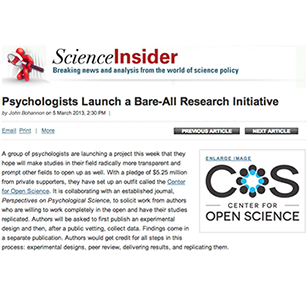 ScienceInsider
Breaking news and analysis from the world of science policy
Psychologists Launch a Bare-All Research Initiative
by John Bohannon on 5 March 2013, 2:30 PM |
Email Print | More
PREVIOUS ARTICLE NEXT ARTICLE
A group of psychologists are launching a project this week that they
hope will make studies in their field radically more transparent and
prompt other fields to open up as well. With a pledge of $5.25 million
from private supporters, they have set up an outfit called the Center
for Open Science. It is collaborating with an established journal,
Perspectives on Psychological Science, to solicit work from authors
who are willing to work completely in the open and have their studies
replicated. Authors will be asked to first publish an experimental
design and then, after a public vetting, collect data. Findings come in
a separate publication. Authors would get credit for all steps in this
process: experimental designs, peer review, delivering results, and replicating them.
ENLARGE IMAGE
COS
CENTER FOR
OPEN SCIENCE